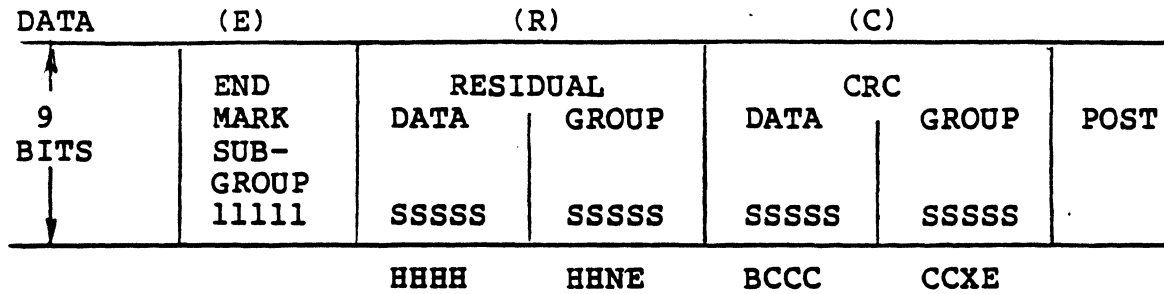 DATA (E) (R) (C)
END RESIDUAL CRC
9 MARK DATA GROUP DATA GROUP POST
BITS SUB-
GROUP
11111 SSSSS SSSSS SSSSS SSSSS
HHHH HHNE BCCC CCXE